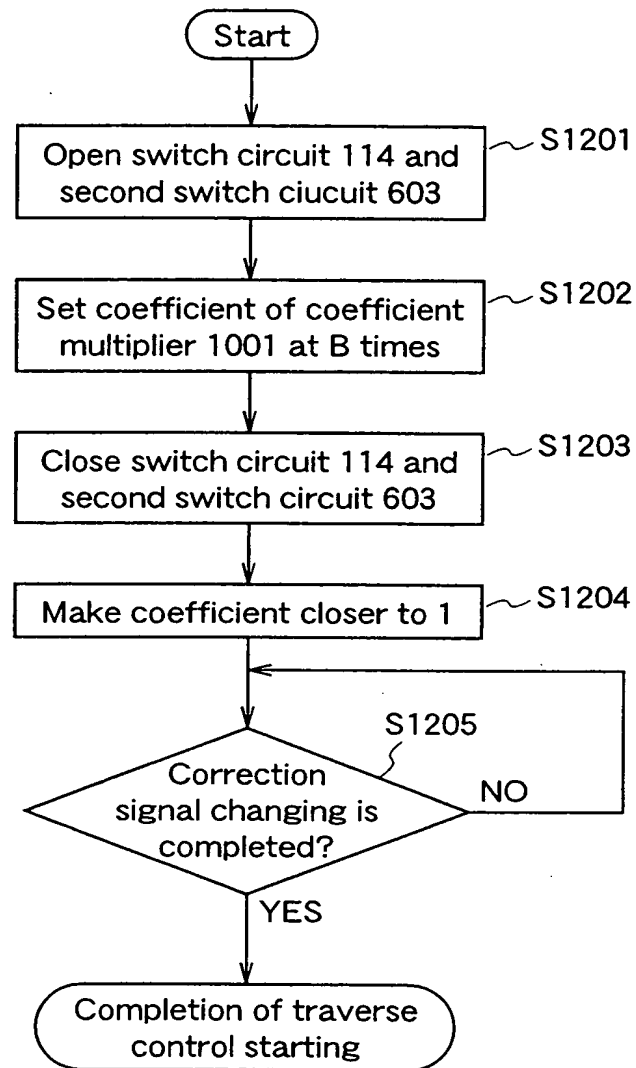 Start
Open switch circuit 114 and
second switch ciucuit 603
S1201
Set coefficient of coefficient
multiplier 1001 at B times
S1202
Close switch circuit 114 and
second switch circuit 603
S1203
Make coefficient closer to 1
S1204
S1205
Correction
signal changing is
completed?
NO
YES
Completion of traverse
control starting